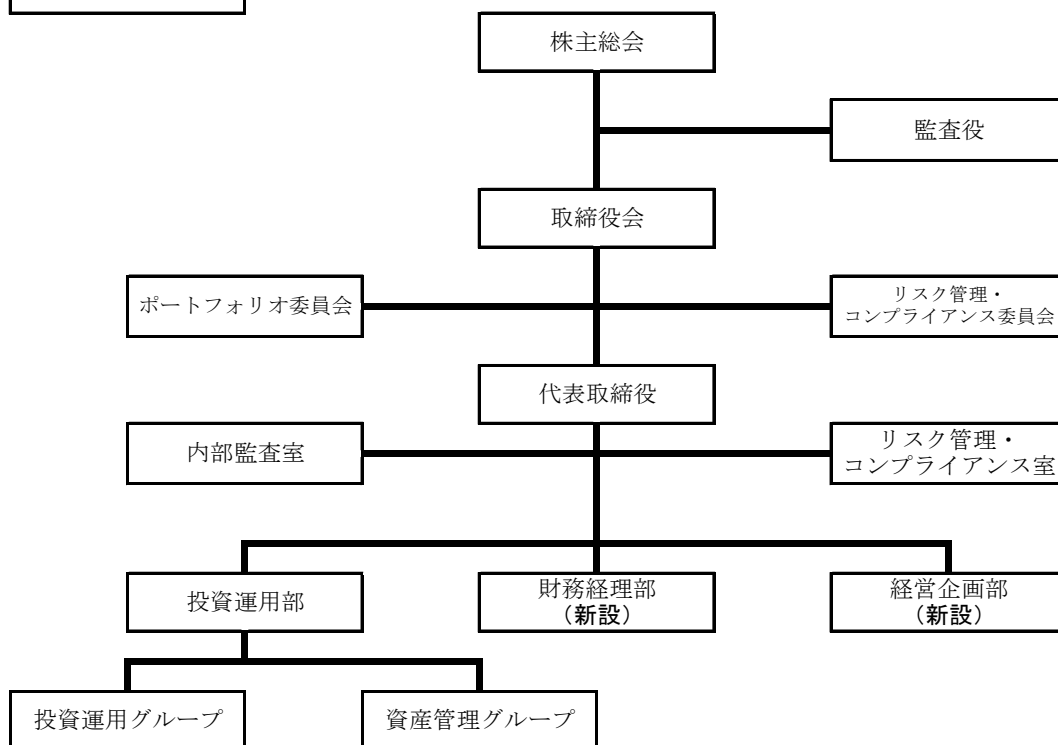 株主総会
監査役
取締役会
ポートフォリオ委員会
リスク管理・
コンプライアンス委員会
代表取締役
内部監査室
リスク管理・
コンプライアンス室
投資運用部
財務経理部
(新設)
経営企画部
(新設)
投資運用グループ
資産管理グループ